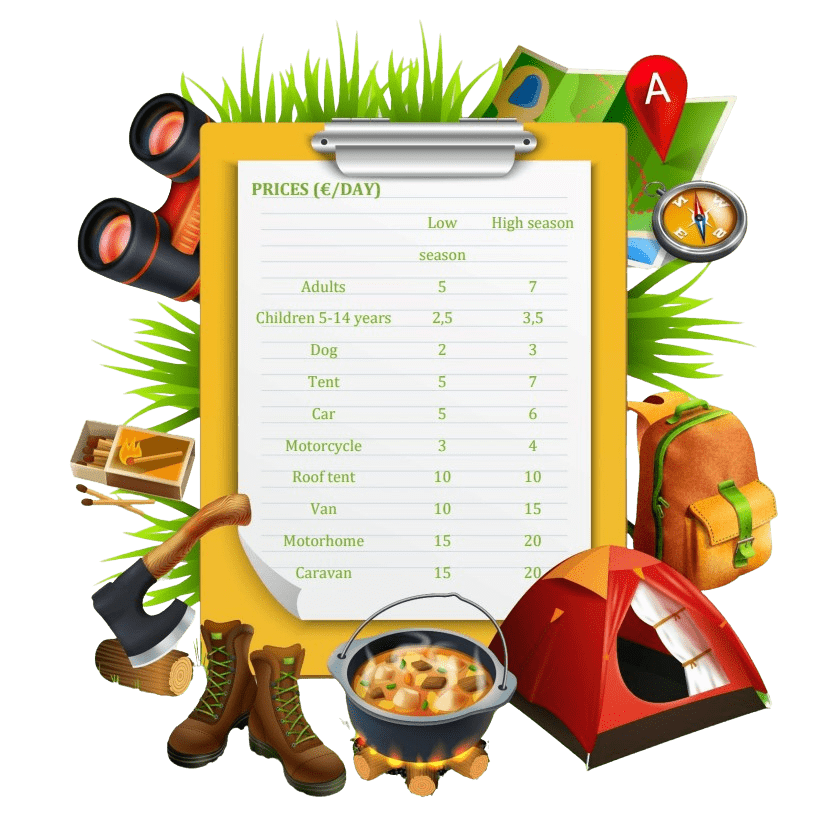 A
PRICES (€/DAY)
Low High season
season
Adults 5 7
Children 5-14 years 2,5 3,5
Dog 2 3
Tent 5 7
Car 5 6
Motorcycle 3 4
Roof tent 10 10
Van 10 15
Motorhome 15 20
Caravan 15 20
N W
E S